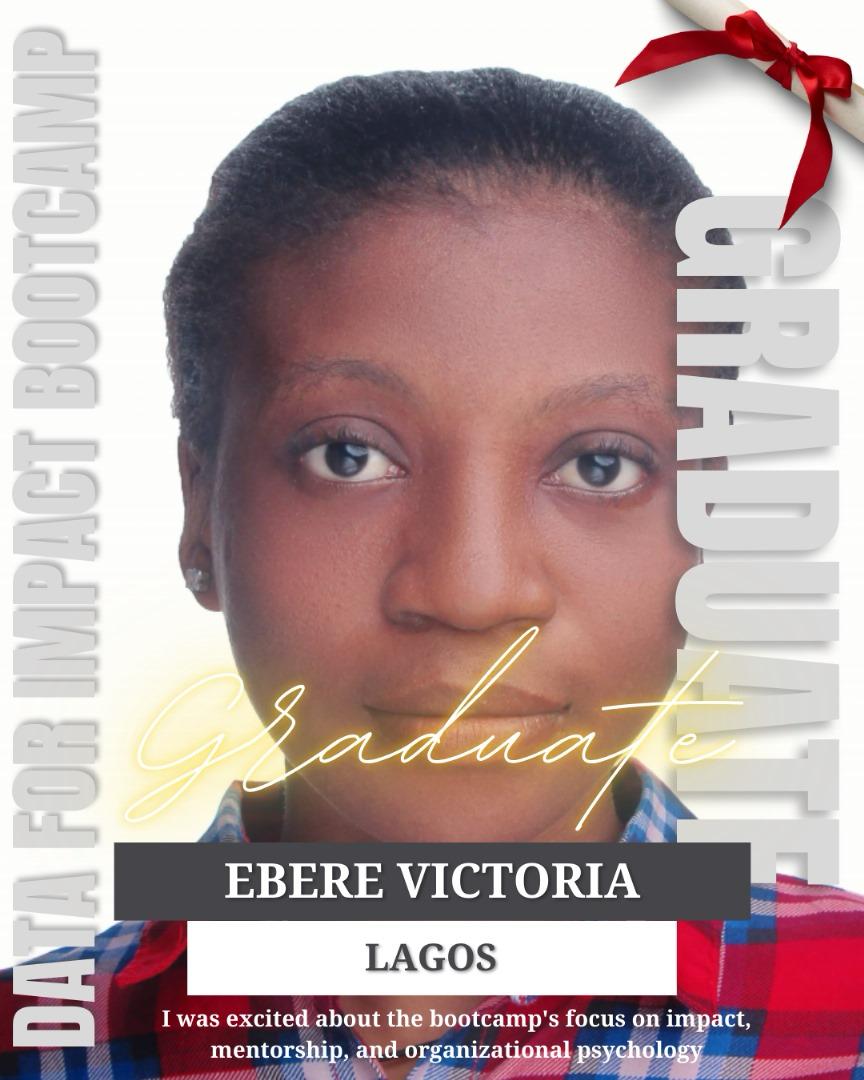 DATA FOR IMPACT BOOTCAMP
GRADUATE
Graduate
EBERE VICTORIA
LAGOS
I was excited about the bootcamp's focus on impact,
mentorship, and organizational psychology